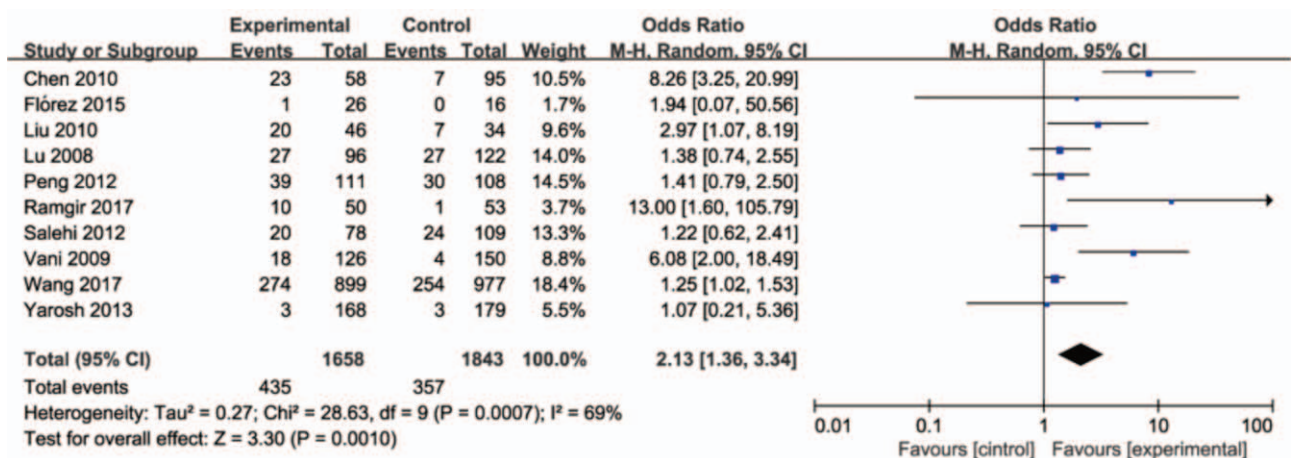 Experimental Control Odds Ratio Odds Ratio
Study or Subgroup Events Total Events Total Weight M-H, Random, 95% CI M-H, Random, 95% CI
Chen 2010 23 58 7 95 10.5% 8.26 [3.25, 20.99]
Flórez 2015 1 26 0 16 1.7% 1.94 [0.07, 50.56]
Liu 2010 20 46 7 34 9.6% 2.97 [1.07, 8.19]
Lu 2008 27 96 27 122 14.0% 1.38 [0.74, 2.55]
Peng 2012 39 111 30 108 14.5% 1.41 [0.79, 2.50]
Ramgir 2017 10 50 1 53 3.7% 13.00 [1.60, 105.79]
Salehi 2012 20 78 24 109 13.3% 1.22 [0.62, 2.41]
Vani 2009 18 126 4 150 8.8% 6.08 [2.00, 18.49]
Wang 2017 274 899 254 977 18.4% 1.25 [1.02, 1.53]
Yarosh 2013 3 168 3 179 5.5% 1.07 [0.21, 5.36]
Total (95% CI) 1658 1843 100.0% 2.13 [1.36, 3.34]
Total events 435 357
Heterogeneity: Tau² = 0.27; Chi² = 28.63, df = 9 (P = 0.0007); I² = 69%
Test for overall effect: Z = 3.30 (P = 0.0010)
0.01 0.1 1 10 100
Favours [cintrol] Favours [experimental]